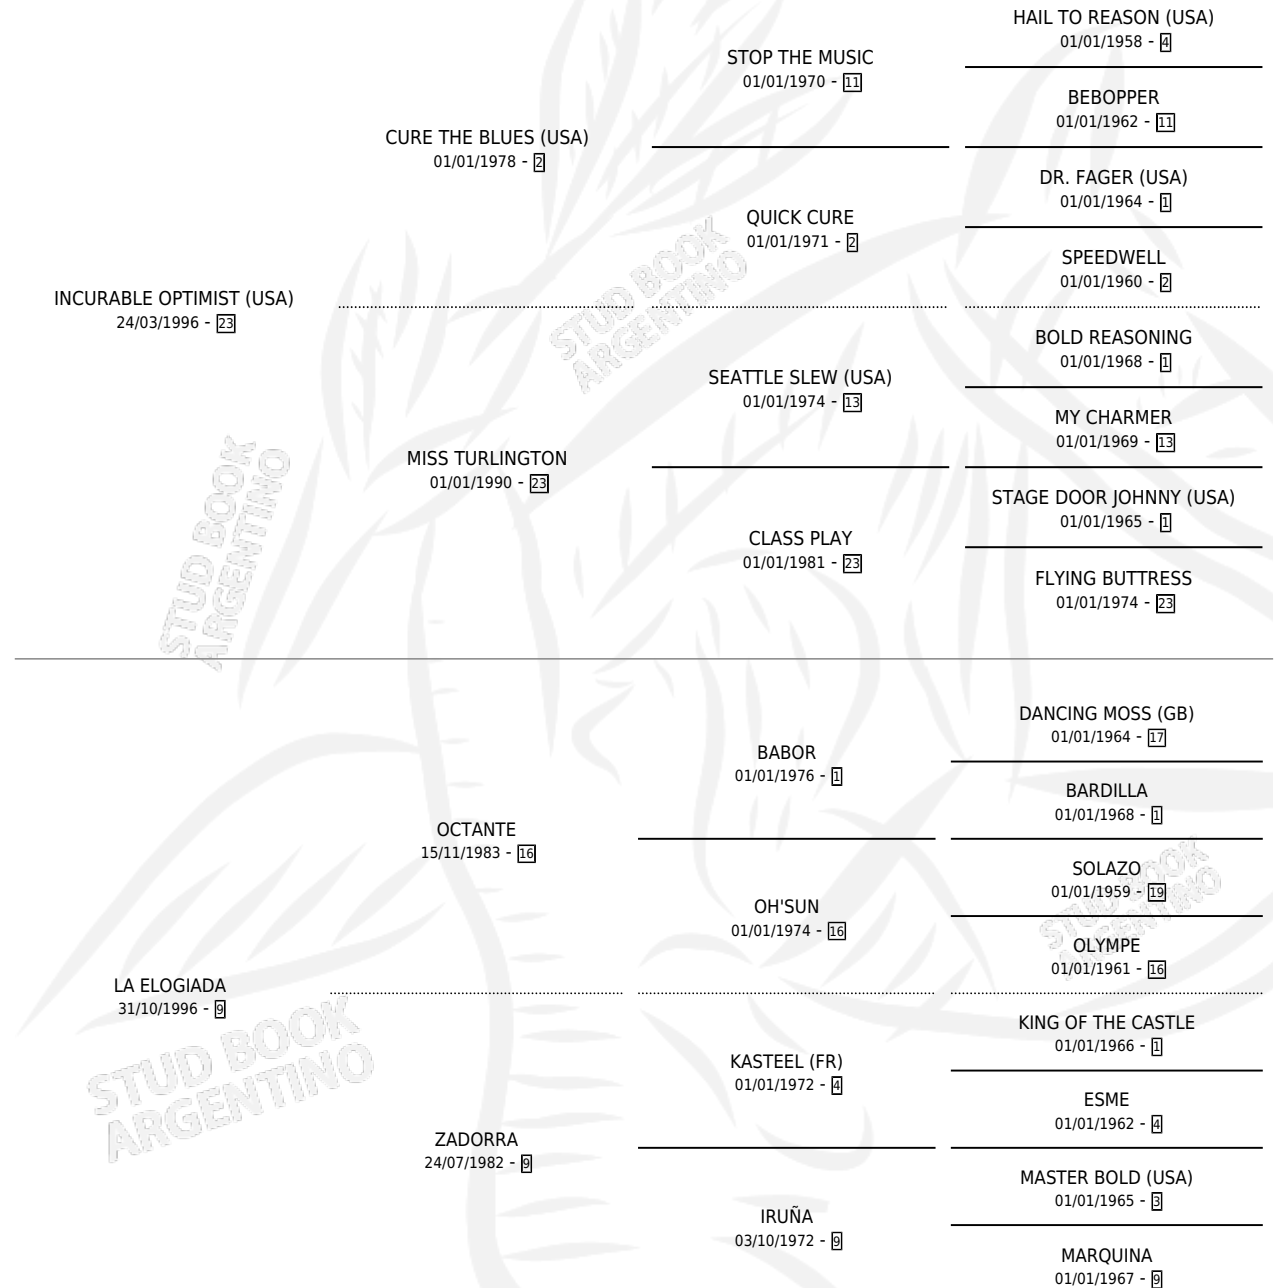 HAIL TO REASON (USA)
01/01/1958 - 4
STOP THE MUSIC
01/01/1970 - 11
BEBOPPER
01/01/1962 - 11
CURE THE BLUES (USA)
01/01/1978 - 2
DR. FAGER (USA)
01/01/1964 - 1
QUICK CURE
01/01/1971 - 2
SPEEDWELL
01/01/1960 - 2
INCURABLE OPTIMIST (USA)
24/03/1996 - 23
BOLD REASONING
01/01/1968 - 1
SEATTLE SLEW (USA)
01/01/1974 - 13
MY CHARMER
01/01/1969 - 13
MISS TURLINGTON
01/01/1990 - 23
STAGE DOOR JOHNNY (USA)
01/01/1965 - 1
CLASS PLAY
01/01/1981 - 23
FLYING BUTTRESS
01/01/1974 - 23
DANCING MOSS (GB)
01/01/1964 - 17
BABOR
01/01/1976 - 1
BARDILLA
01/01/1968 - 1
OCTANTE
15/11/1983 - 16
SOLAZO
01/01/1959 - 19
OH'SUN
01/01/1974 - 16
OLYMPE
01/01/1961 - 16
LA ELOGIADA
31/10/1996 - 9
KING OF THE CASTLE
01/01/1966 - 1
KASTEEL (FR)
01/01/1972 - 4
ESME
01/01/1962 - 4
ZADORRA
24/07/1982 - 9
MASTER BOLD (USA)
01/01/1965 - 3
IRUÑA
03/10/1972 - 9
MARQUINA
01/01/1967 - 9
STUD BOOK
ARGENTINO
STUD BOOK
ARGENTINO
STUD BOOK
ARGENTINO
STUD BOOK
ARGENTINO